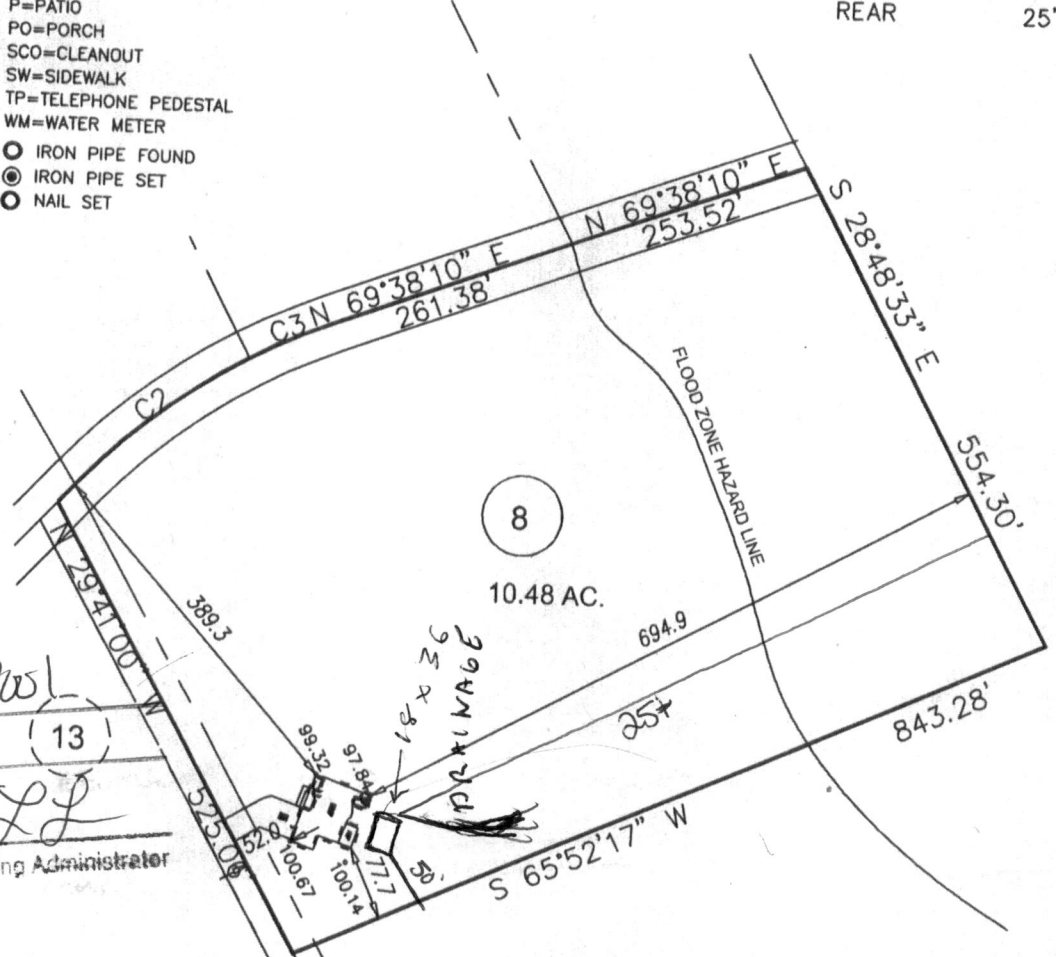 P=PATIO
PO=PORCH
SCO=CLEANOUT
SW=SIDEWALK
TP=TELEPHONE PEDESTAL
WM=WATER METER
IRON PIPE FOUND
IRON PIPE SET
NAIL SET
REAR 25'
N 69°38'10" E
253.52'
C3 N 69°38'10" E
261.38'
C2
S 28°48'33" E
554.30'
FLOOD ZONE HAZARD LINE
8
10.48 AC.
N 29°41'00" W
525.08
389.3
694.9
18 x 36
DRAINAGE
25+
13
99.32
97.84
52.0
100.67
100.14
77.7
50'
843.28'
S 65°52'17" W
ng Administrator